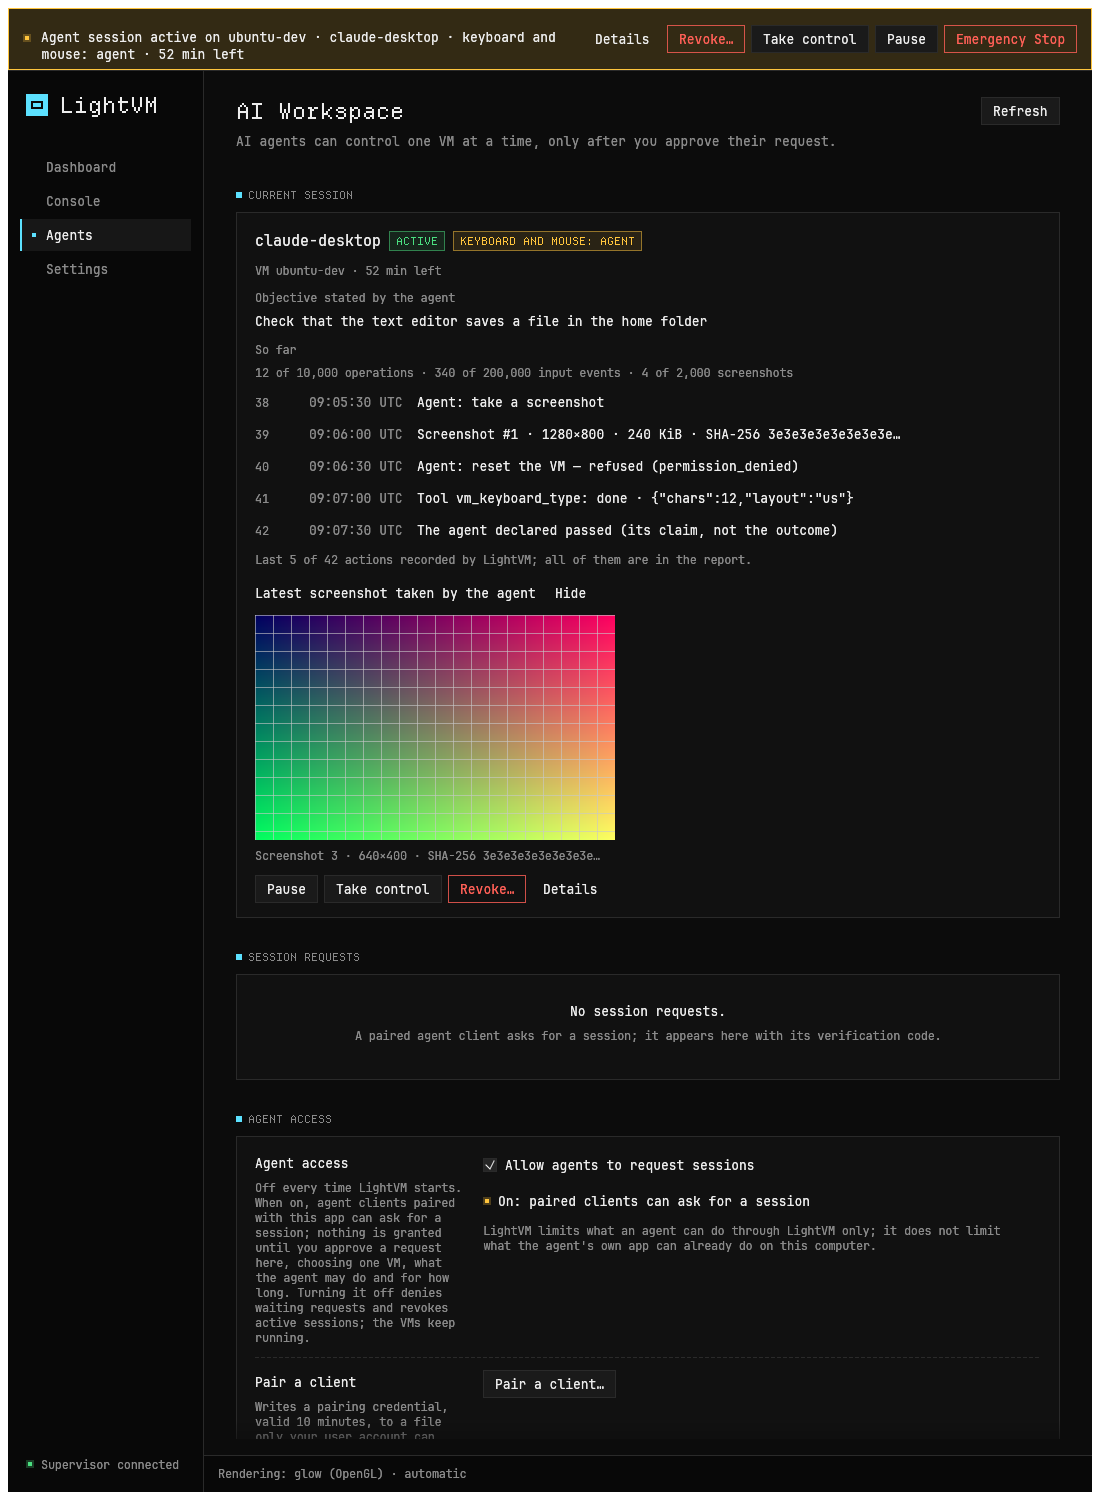 Agent session active on ubuntu-dev · claude-desktop · keyboard and
mouse: agent · 52 min left
Details
Revoke…
Take control
Pause
Emergency Stop
LightVM
Dashboard
Console
Agents
Settings
AI Workspace
Refresh
AI agents can control one VM at a time, only after you approve their request.
CURRENT SESSION
claude-desktop ACTIVE KEYBOARD AND MOUSE: AGENT
VM ubuntu-dev · 52 min left
Objective stated by the agent
Check that the text editor saves a file in the home folder
So far
12 of 10,000 operations · 340 of 200,000 input events · 4 of 2,000 screenshots
38 09:05:30 UTC Agent: take a screenshot
39 09:06:00 UTC Screenshot #1 · 1280×800 · 240 KiB · SHA-256 3e3e3e3e3e3e3e3e…
40 09:06:30 UTC Agent: reset the VM — refused (permission_denied)
41 09:07:00 UTC Tool vm_keyboard_type: done · {"chars":12,"layout":"us"}
42 09:07:30 UTC The agent declared passed (its claim, not the outcome)
Last 5 of 42 actions recorded by LightVM; all of them are in the report.
Latest screenshot taken by the agent Hide
Screenshot 3 · 640×400 · SHA-256 3e3e3e3e3e3e3e3e…
Pause
Take control
Revoke…
Details
SESSION REQUESTS
No session requests.
A paired agent client asks for a session; it appears here with its verification code.
AGENT ACCESS
Agent access
Off every time LightVM starts.
When on, agent clients paired
with this app can ask for a
session; nothing is granted
until you approve a request
here, choosing one VM, what
the agent may do and for how
long. Turning it off denies
waiting requests and revokes
active sessions; the VMs keep
running.
Allow agents to request sessions
On: paired clients can ask for a session
LightVM limits what an agent can do through LightVM only; it does not limit
what the agent's own app can already do on this computer.
Pair a client
Writes a pairing credential,
valid 10 minutes, to a file
only your user account can
Pair a client…
Supervisor connected
Rendering: glow (OpenGL) · automatic